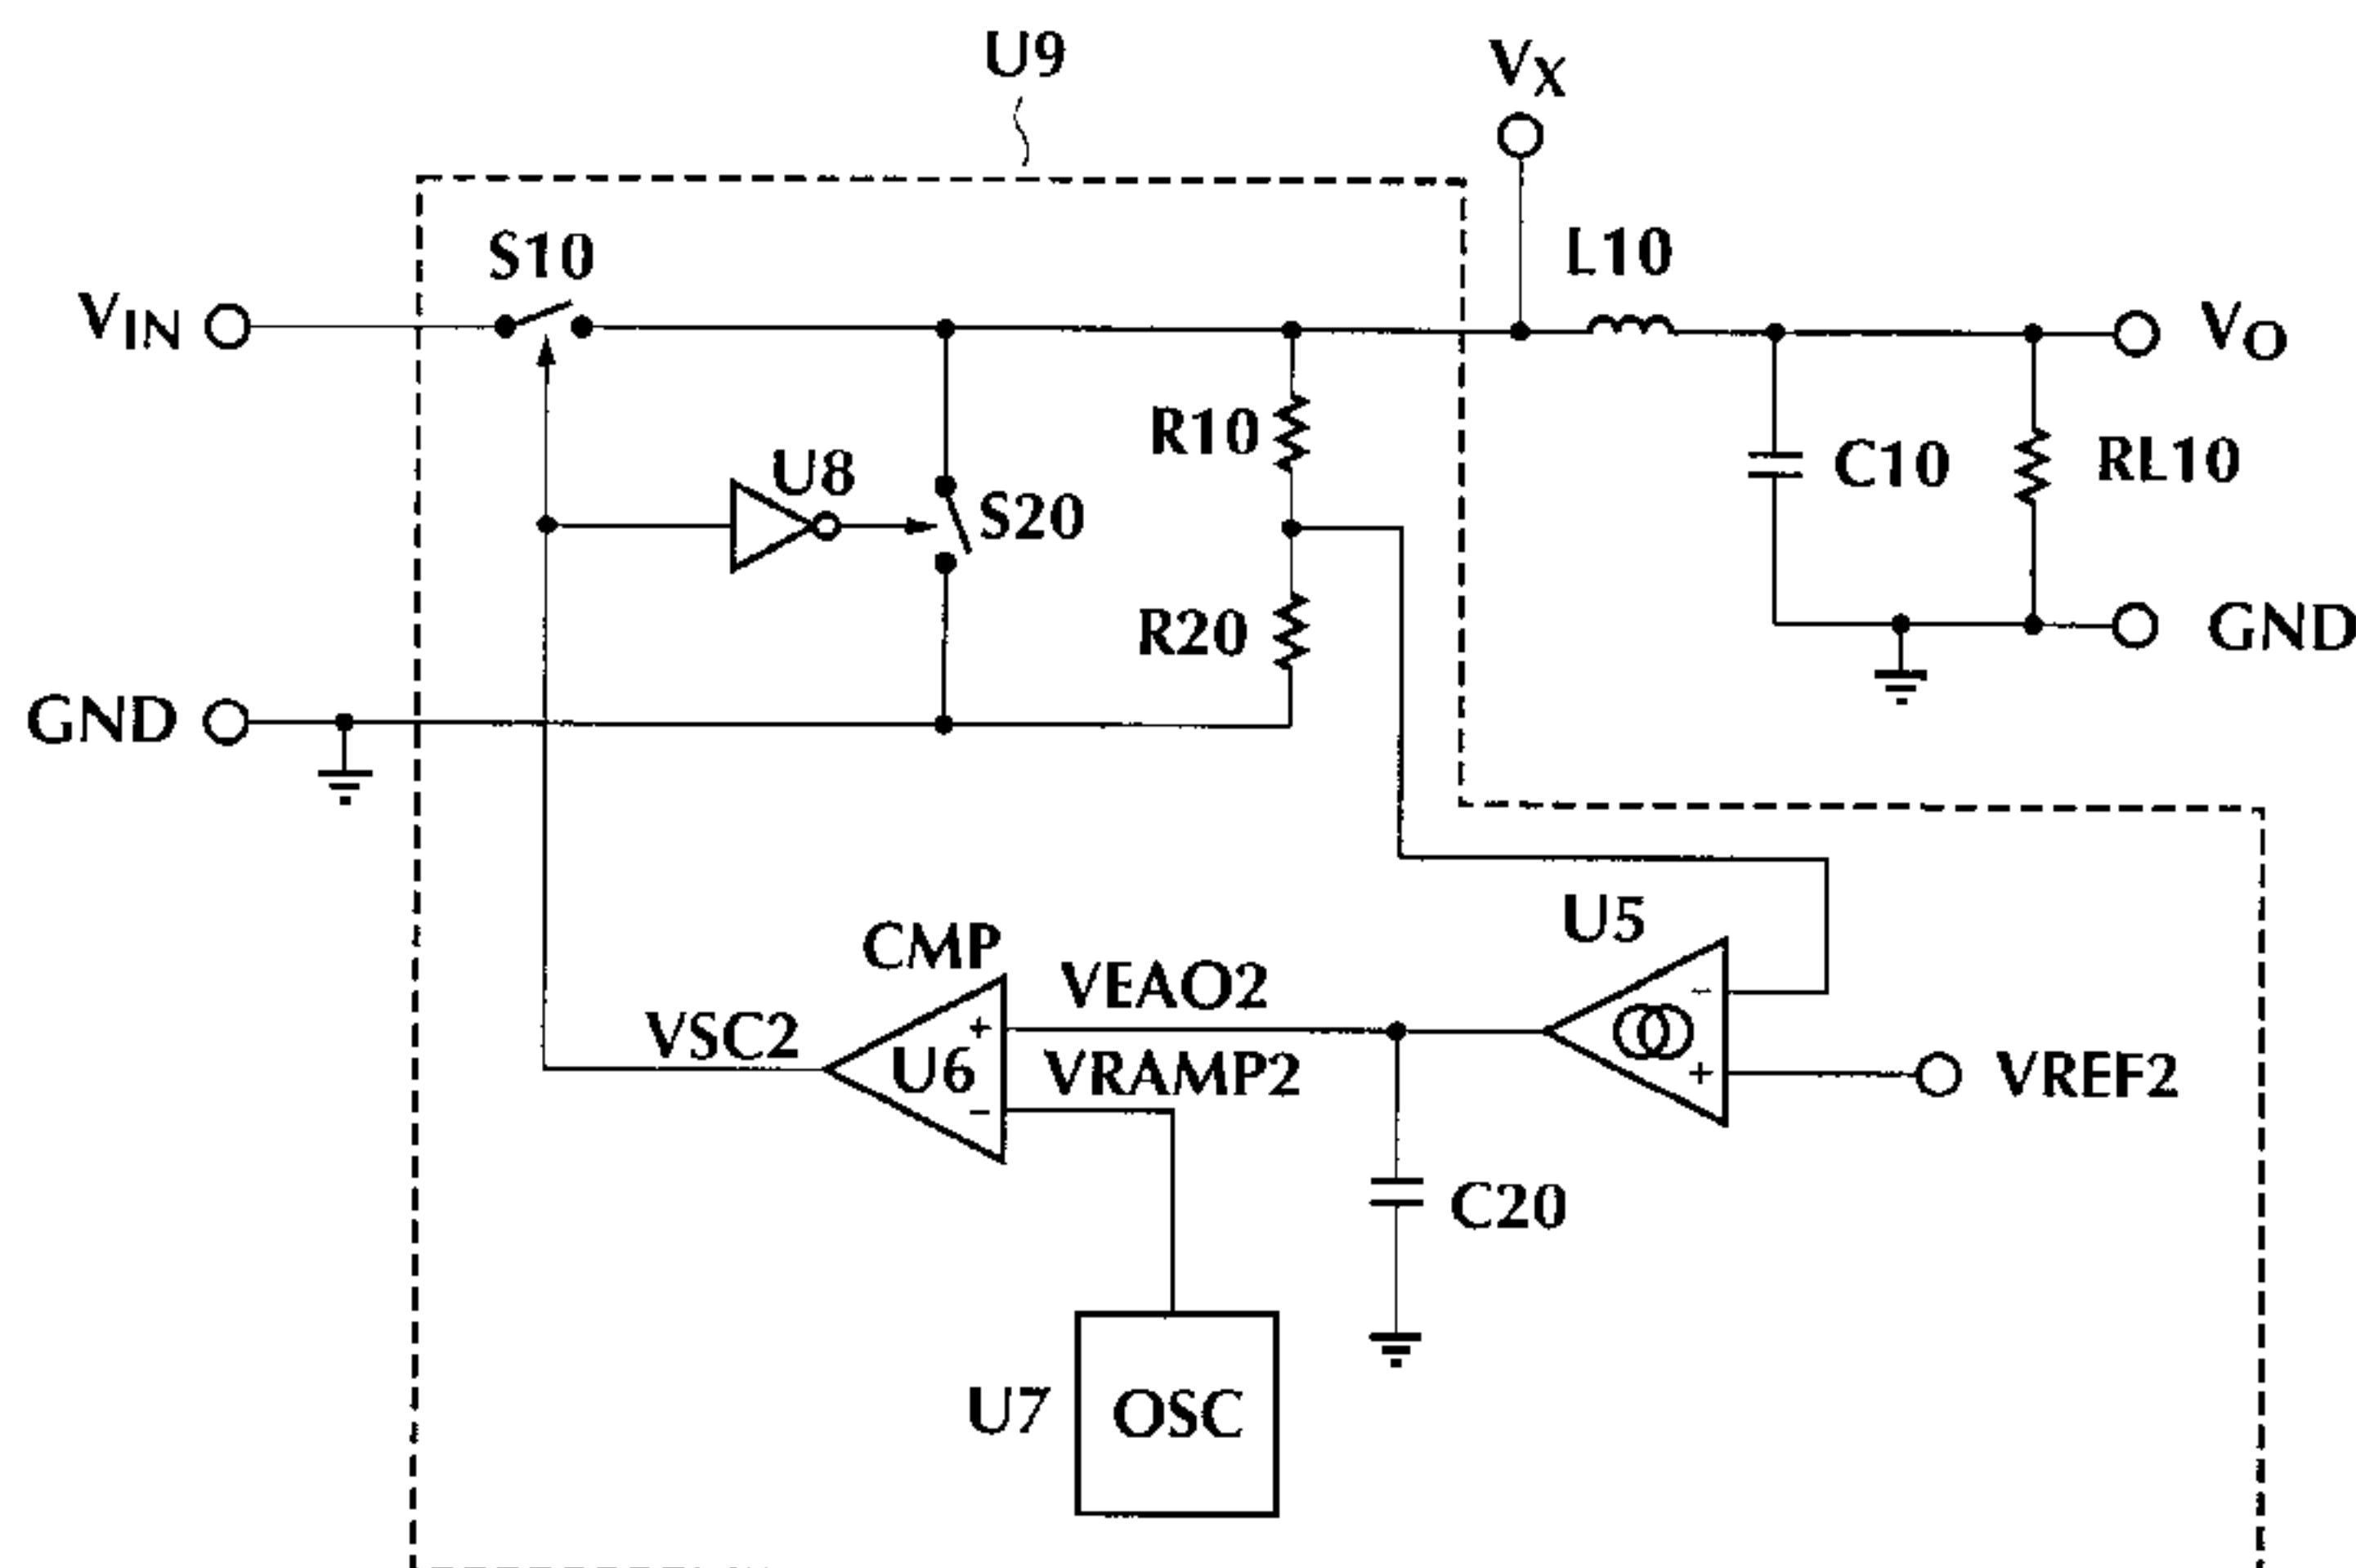 U9
VX
S10
L10
VIN
VO
R10
U8
C10
RL10
S20
R20
GND
GND
U5
CMP
VEAO2
−
VSC2
+
U6
VRAMP2
+
VREF2
−
C20
U7
OSC